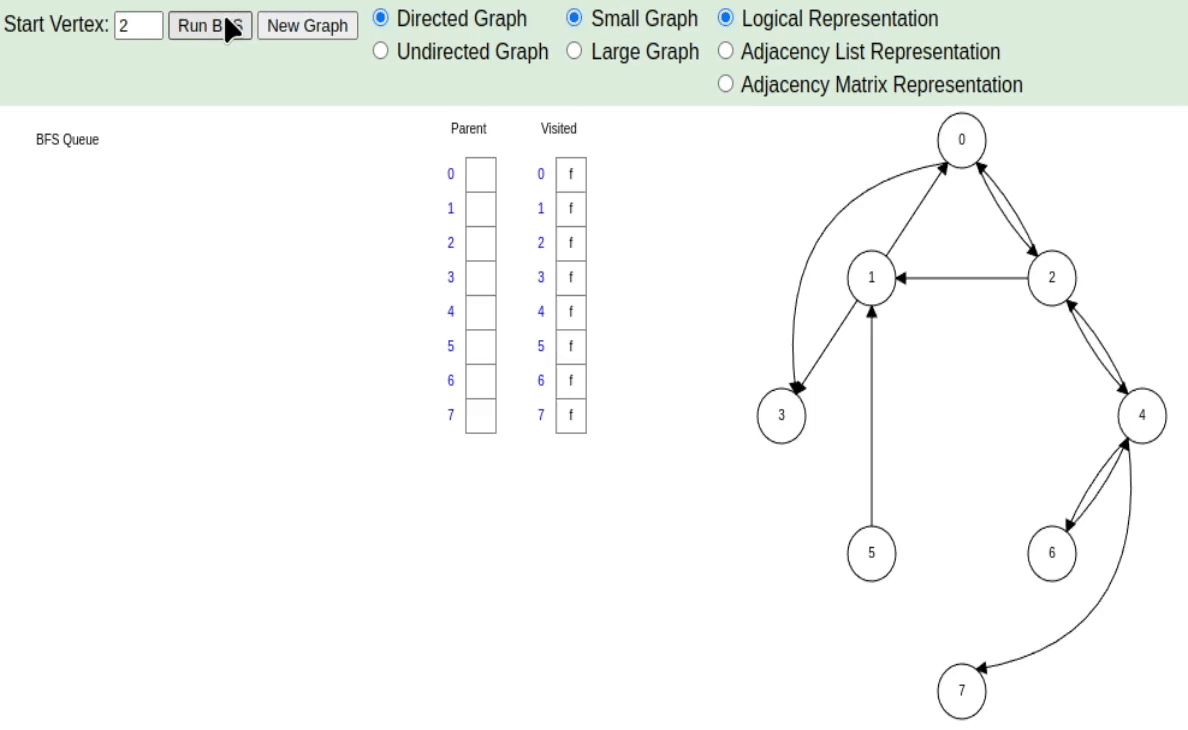 Start Vertex: 2 New Graph
Directed Graph Small Graph Logical Representation
Undirected Graph Large Graph Adjacency List Representation
Adjacency Matrix Representation
BFS Queue
Parent Visited
0 0 f
1 1 f
2 2 f
3 3 f
4 4 f
5 5 f
6 6 f
7 7 f
0
1 2
3 4
5 6
7